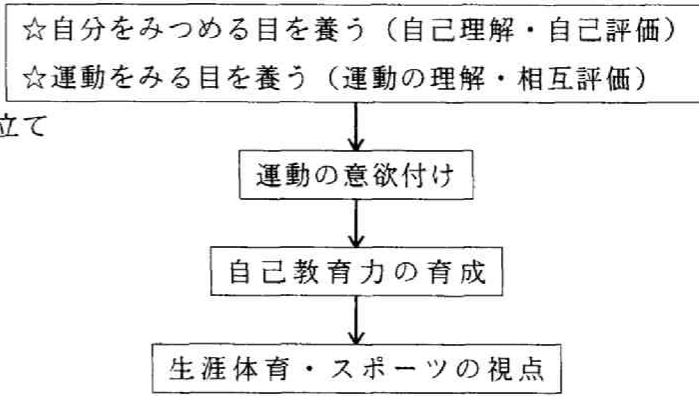 ☆自分をみつめる目を養う（自己理解・自己評価）
☆運動をみる目を養う（運動の理解・相互評価）
立て
運動の意欲付け
自己教育力の育成
生涯体育・スポーツの視点